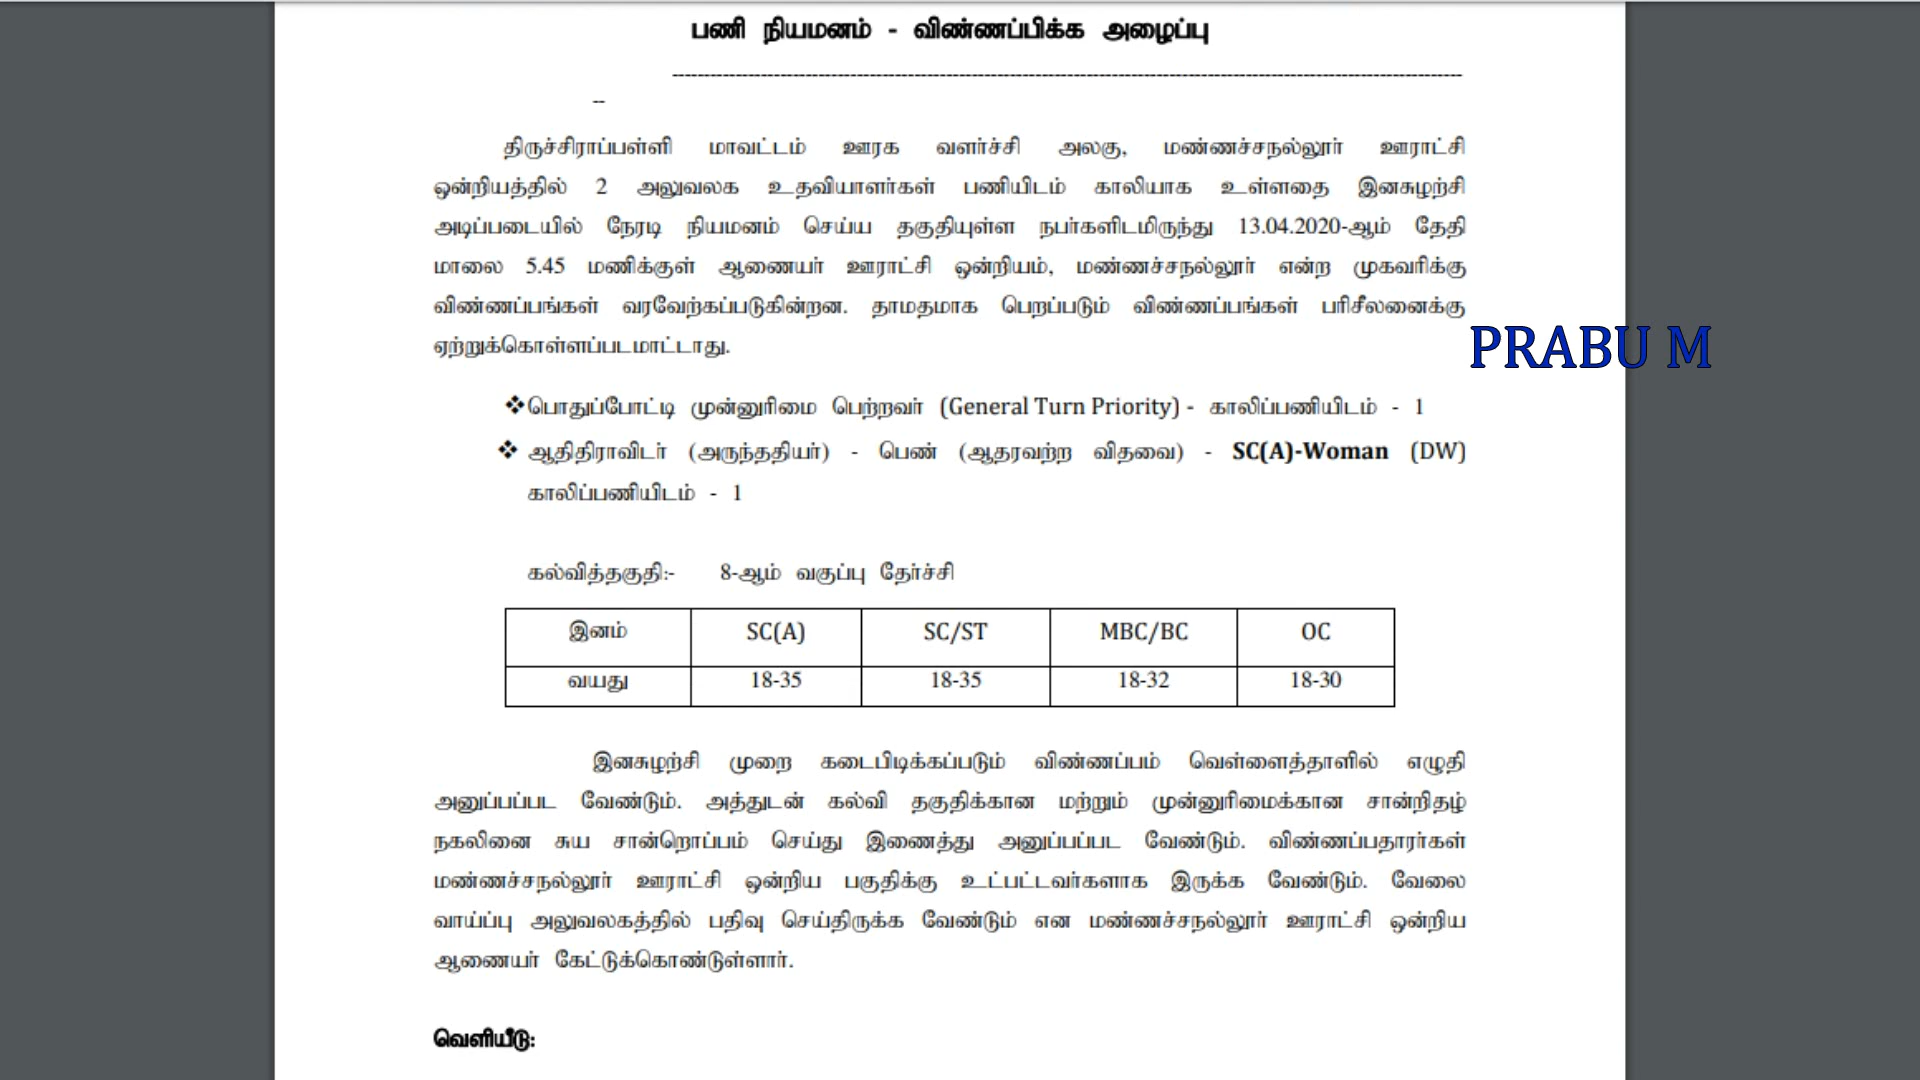 பணி நியமனம் - விண்ணப்பிக்க அழைப்பு
திருச்சிராப்பள்ளி மாவட்டம் ஊரக வளர்ச்சி அலகு, மண்ணச்சநல்லூர் ஊராட்சி
ஒன்றியத்தில் 2 அலுவலக உதவியாளர்கள் பணியிடம் காலியாக உள்ளதை இனசுழற்சி
அடிப்படையில் நேரடி நியமனம் செய்ய தகுதியுள்ள நபர்களிடமிருந்து 13.04.2020-ஆம் தேதி
மாலை 5.45 மணிக்குள் ஆணையர் ஊராட்சி ஒன்றியம், மண்ணச்சநல்லூர் என்ற முகவரிக்கு
விண்ணப்பங்கள் வரவேற்கப்படுகின்றன. தாமதமாக பெறப்படும் விண்ணப்பங்கள் பரிசீலனைக்கு
ஏற்றுக்கொள்ளப்படமாட்டாது.
PRABU M
❖பொதுப்போட்டி முன்னுரிமை பெற்றவர் (General Turn Priority) - காலிப்பணியிடம் - 1
❖ ஆதிதிராவிடர் (அருந்ததியர்) - பெண் (ஆதரவற்ற விதவை) - SC(A)-Woman (DW)
காலிப்பணியிடம் - 1
கல்வித்தகுதி:- 8-ஆம் வகுப்பு தேர்ச்சி
இனம் SC(A) SC/ST MBC/BC OC
வயது 18-35 18-35 18-32 18-30
இனசுழற்சி முறை கடைபிடிக்கப்படும் விண்ணப்பம் வெள்ளைத்தாளில் எழுதி
அனுப்பப்பட வேண்டும். அத்துடன் கல்வி தகுதிக்கான மற்றும் முன்னுரிமைக்கான சான்றிதழ்
நகலினை சுய சான்றொப்பம் செய்து இணைத்து அனுப்பப்பட வேண்டும். விண்ணப்பதாரர்கள்
மண்ணச்சநல்லூர் ஊராட்சி ஒன்றிய பகுதிக்கு உட்பட்டவர்களாக இருக்க வேண்டும். வேலை
வாய்ப்பு அலுவலகத்தில் பதிவு செய்திருக்க வேண்டும் என மண்ணச்சநல்லூர் ஊராட்சி ஒன்றிய
ஆணையர் கேட்டுக்கொண்டுள்ளார்.
வெளியீடு: